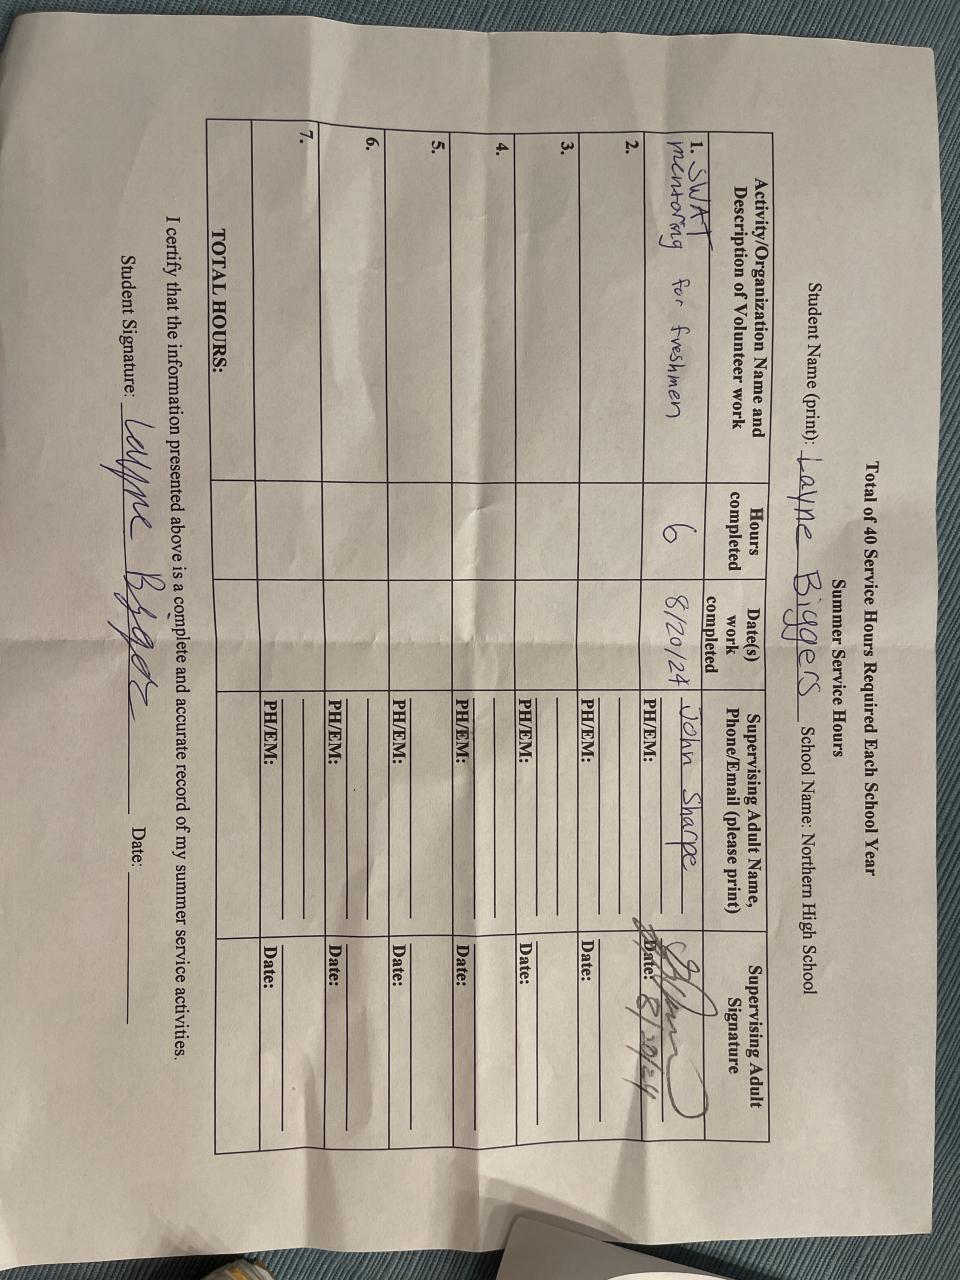 Total of 40 Service Hours Required Each School Year
Summer Service Hours
Student Name (print): Layne Biggers School Name: Northern High School
Activity/Organization Name and
Description of Volunteer work
Hours
completed
Date(s)
work
completed
Supervising Adult Name,
Phone/Email (please print)
Supervising Adult
Signature
1. SWAT
mentoring for freshmen
6
8/20/24
John Sharpe
PH/EM:
Date: 8/20/24
2.
PH/EM:
Date:
3.
PH/EM:
Date:
4.
PH/EM:
Date:
5.
PH/EM:
Date:
6.
PH/EM:
Date:
7.
PH/EM:
Date:
TOTAL HOURS:
I certify that the information presented above is a complete and accurate record of my summer service activities.
Student Signature: Layne Biggers Date: